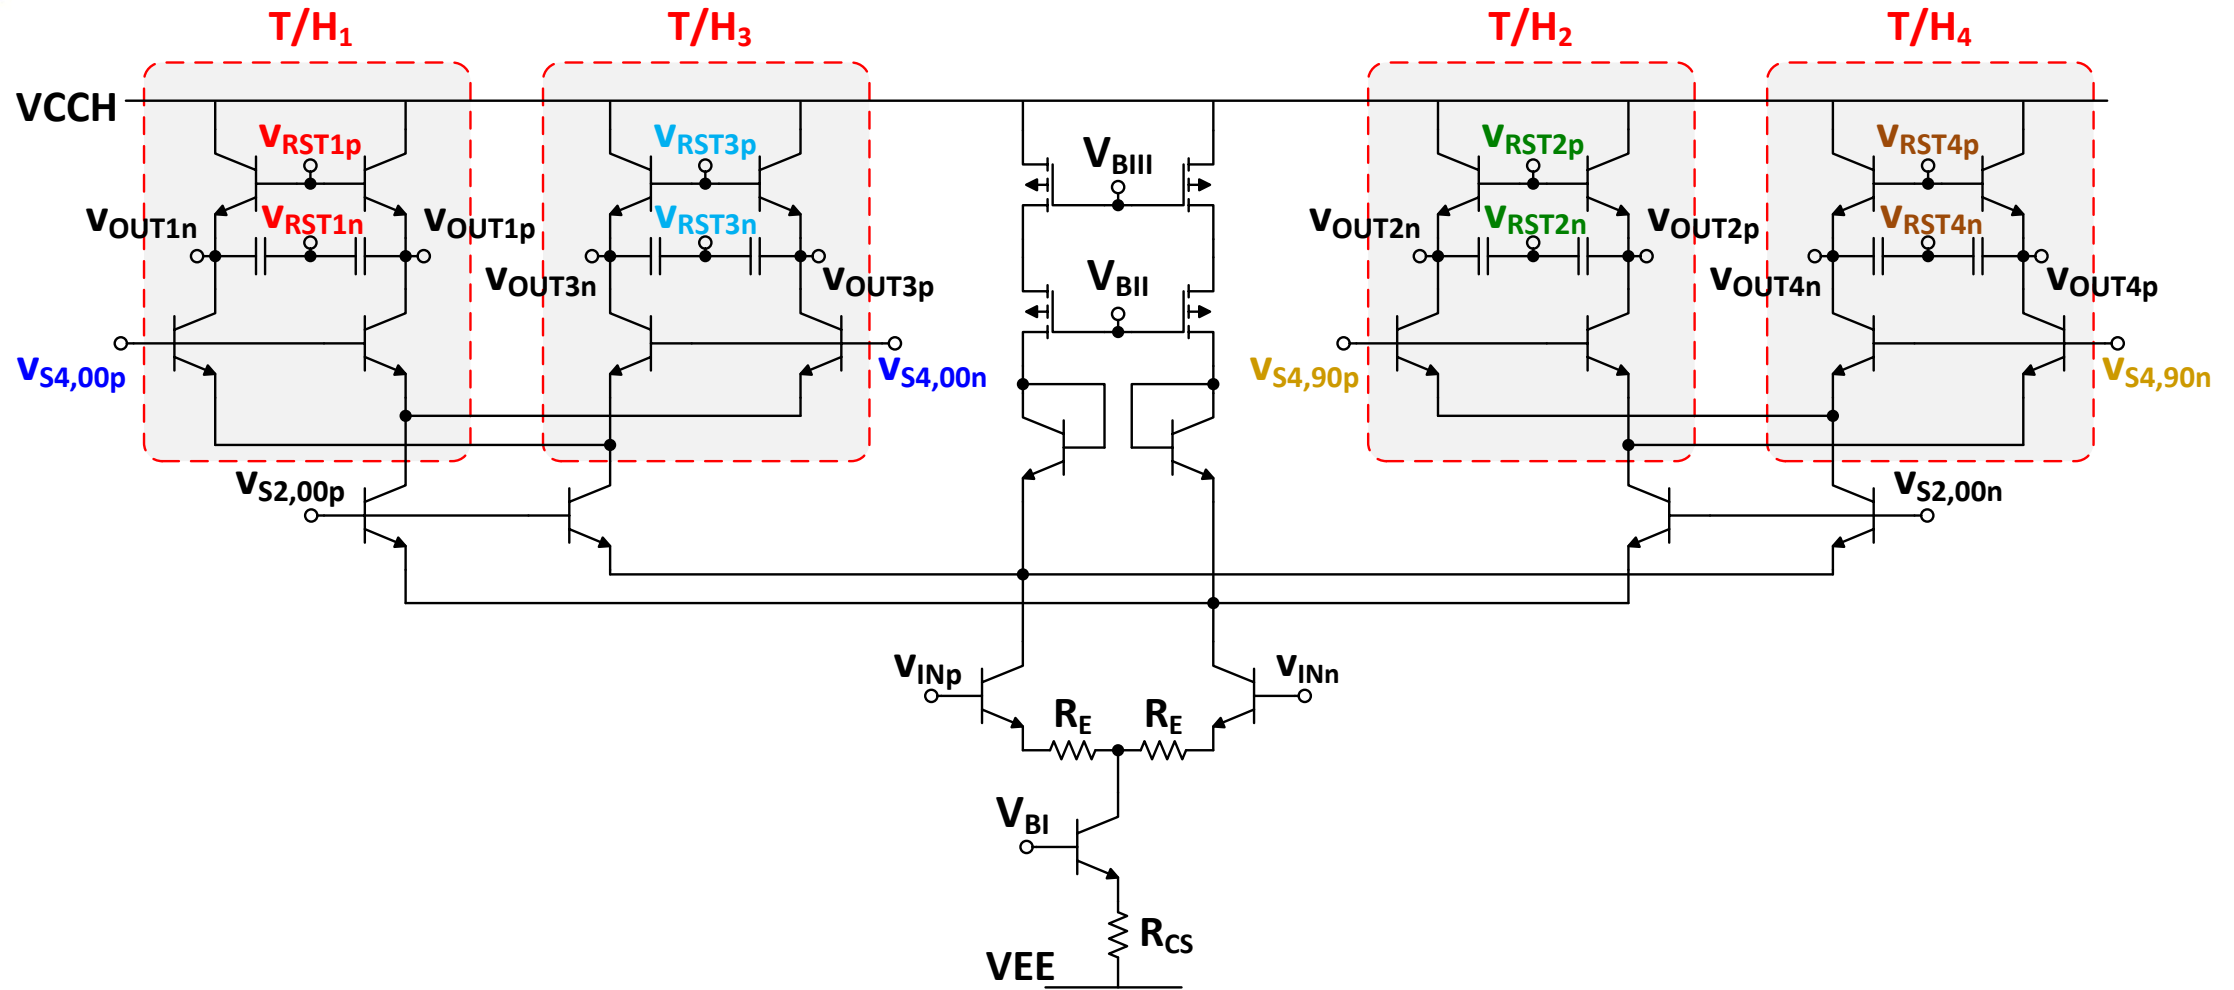 T/H1
T/H3
T/H2
T/H4
VCCH
vRST1p
vRST3p
VBIII
vRST2p
vRST4p
vOUT1n
vRST1n
vOUT1p
vRST3n
vOUT2n
vRST2n
vOUT2p
vRST4n
vOUT3n
vOUT3p
VBII
vOUT4n
vOUT4p
vS4,00p
vS4,00n
vS4,90p
vS4,90n
vS2,00p
vS2,00n
vINp
vINn
RE
RE
VBI
RCS
VEE